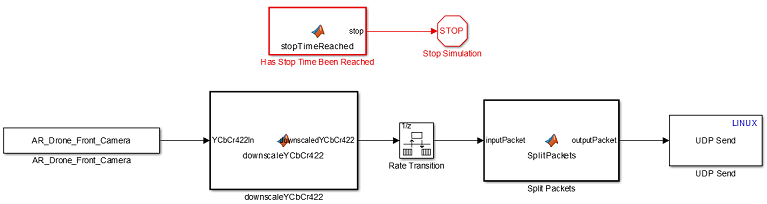 stop
STOP
stopTimeReached
Has Stop Time Been Reached
Stop Simulation
LINUX
1/z
AR_Drone_Front_Camera
YCbCr422In
downscaledYCbCr422
inputPacket
outputPacket
UDP Send
downscaleYCbCr422
SplitPackets
AR_Drone_Front_Camera
Rate Transition
UDP Send
downscaleYCbCr422
Split Packets